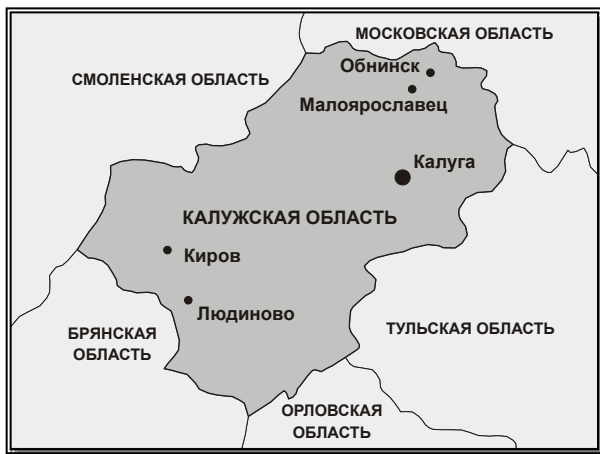 МОСКОВСКАЯ ОБЛАСТЬ
СМОЛЕНСКАЯ ОБЛАСТЬ
Обнинск
Малоярославец
Калуга
КАЛУЖСКАЯ ОБЛАСТЬ
Киров
Людиново
БРЯНСКАЯ
ОБЛАСТЬ
ТУЛЬСКАЯ ОБЛАСТЬ
ОРЛОВСКАЯ
ОБЛАСТЬ